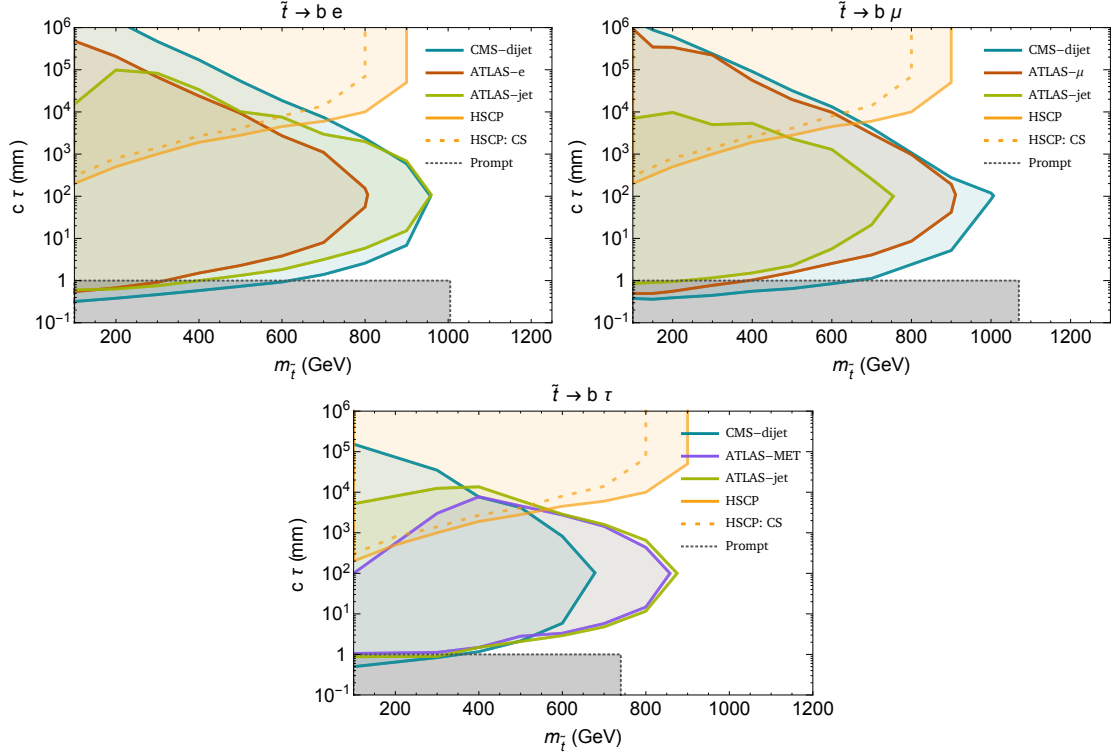 t̃ → b e
10⁶
10⁵
10⁴
10³
10²
10¹
1
10⁻¹
c τ (mm)
200 400 600 800 1000 1200
m_t̃ (GeV)
CMS–dijet
ATLAS–e
ATLAS–jet
HSCP
HSCP: CS
Prompt
t̃ → b μ
10⁶
10⁵
10⁴
10³
10²
10¹
1
10⁻¹
c τ (mm)
200 400 600 800 1000 1200
m_t̃ (GeV)
CMS–dijet
ATLAS–μ
ATLAS–jet
HSCP
HSCP: CS
Prompt
t̃ → b τ
10⁶
10⁵
10⁴
10³
10²
10¹
1
10⁻¹
c τ (mm)
200 400 600 800 1000 1200
m_t̃ (GeV)
CMS–dijet
ATLAS–MET
ATLAS–jet
HSCP
HSCP: CS
Prompt